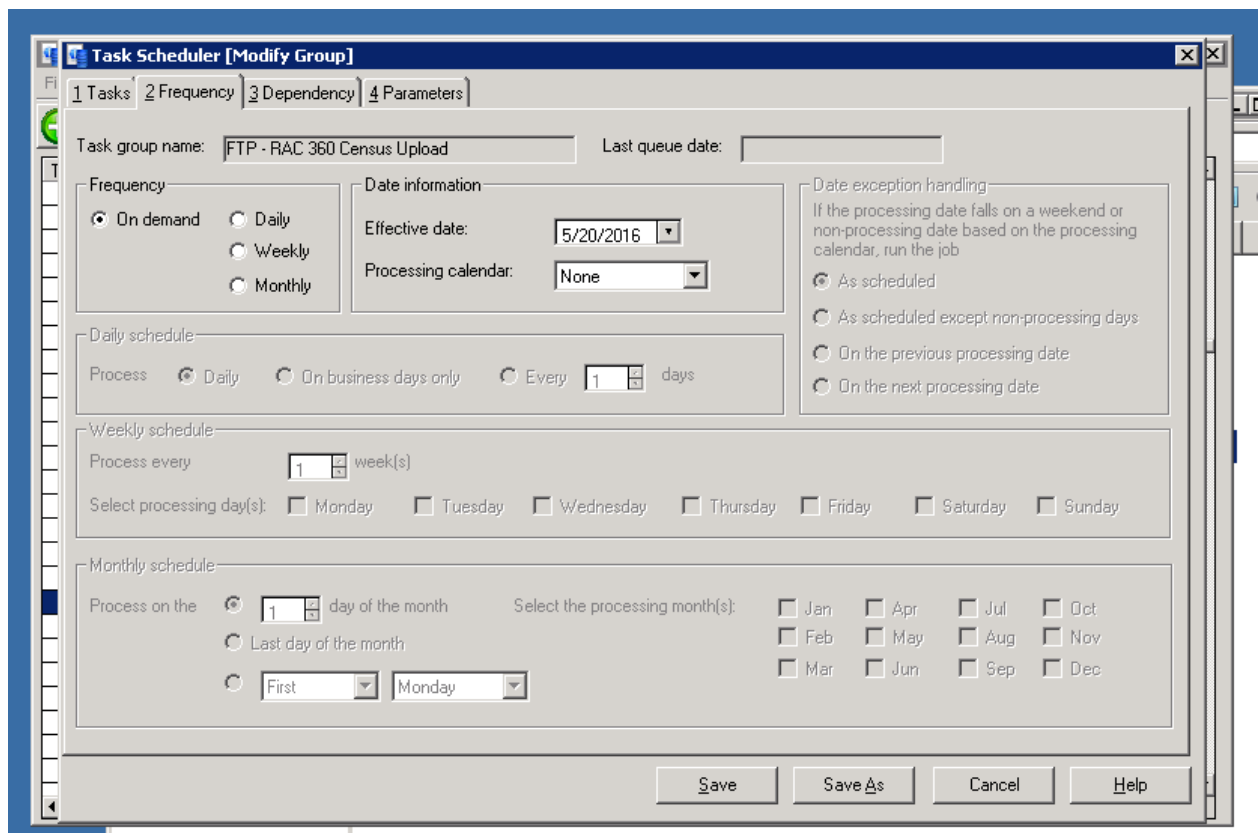 Task Scheduler [Modify Group]
Fi
1 Tasks 2 Frequency 3 Dependency 4 Parameters
Task group name: FTP - RAC 360 Census Upload Last queue date:
T
Frequency
On demand
Daily
Weekly
Monthly
Date information
Effective date: 5/20/2016
Processing calendar: None
Date exception handling
If the processing date falls on a weekend or
non-processing date based on the processing
calendar, run the job
As scheduled
As scheduled except non-processing days
On the previous processing date
On the next processing date
Daily schedule
Process Daily On business days only Every 1 days
Weekly schedule
Process every 1 week(s)
Select processing day(s): Monday Tuesday Wednesday Thursday Friday Saturday Sunday
Monthly schedule
Process on the 1 day of the month Select the processing month(s): Jan Apr Jul Oct
Last day of the month Feb May Aug Nov
First Monday Mar Jun Sep Dec
Save Save As Cancel Help